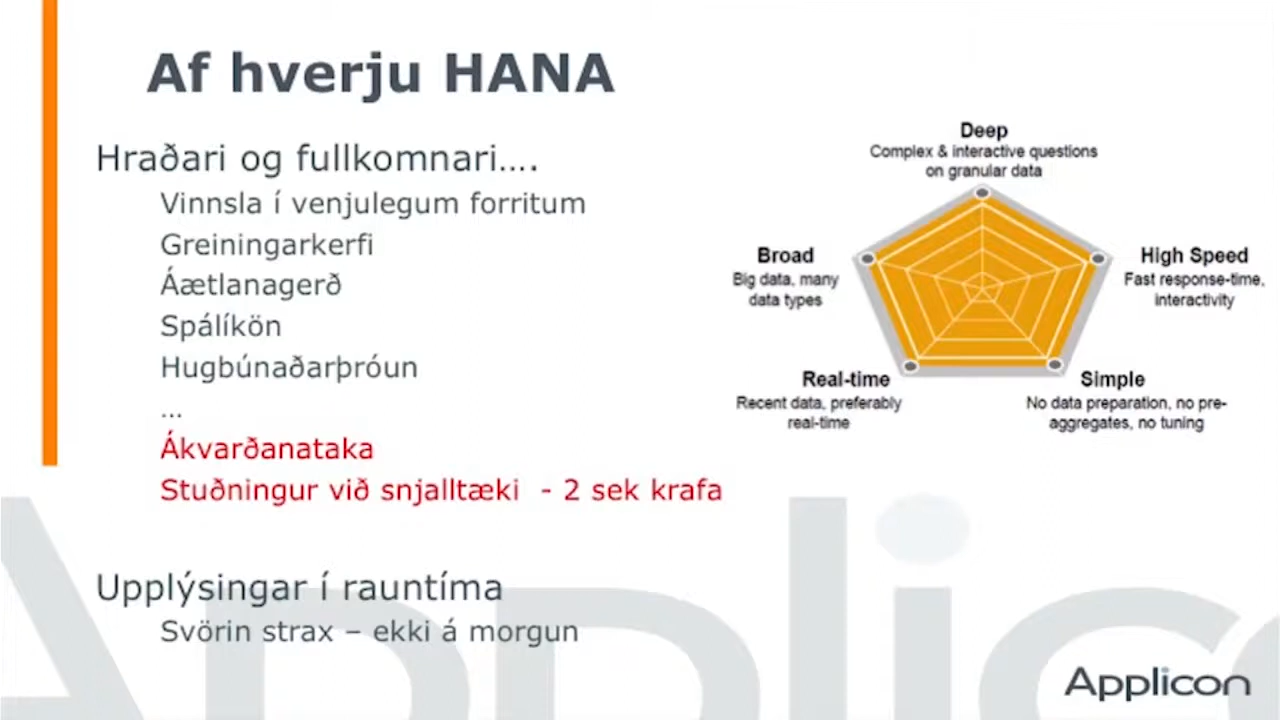 Af hverju HANA
Hraðari og fullkomnari….
Vinnsla í venjulegum forritum
Greiningarkerfi
Áætlanagerð
Spálíkön
Hugbúnaðarþróun
...
Ákvarðanataka
Stuðningur við snjalltæki - 2 sek krafa
Upplýsingar í rauntíma
Svörin strax – ekki á morgun
Deep
Complex & interactive questions
on granular data
Broad
Big data, many
data types
High Speed
Fast response-time,
interactivity
Real-time
Recent data, preferably
real-time
Simple
No data preparation, no pre-
aggregates, no tuning
Applicon
Applicon